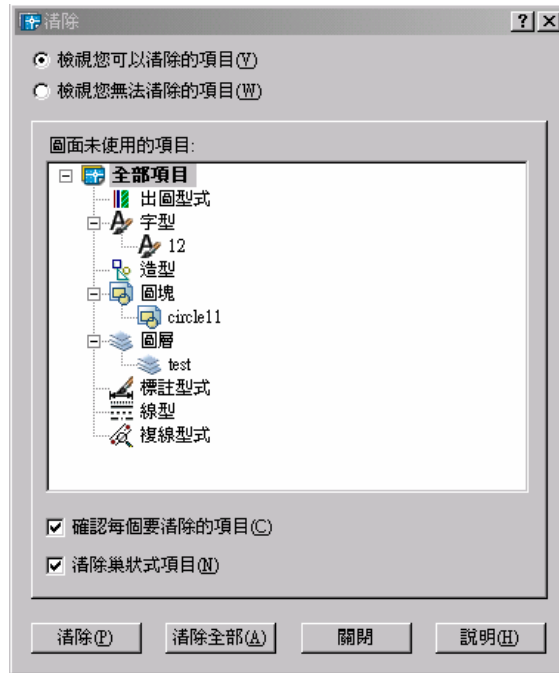 清除
檢視您可以清除的項目(V)
檢視您無法清除的項目(W)
圖面未使用的項目:
全部項目
出圖型式
字型
12
造型
圖塊
circle11
圖層
test
標註型式
線型
複線型式
確認每個要清除的項目(C)
清除巢狀式項目(N)
清除(P) 清除全部(A) 關閉 說明(H)